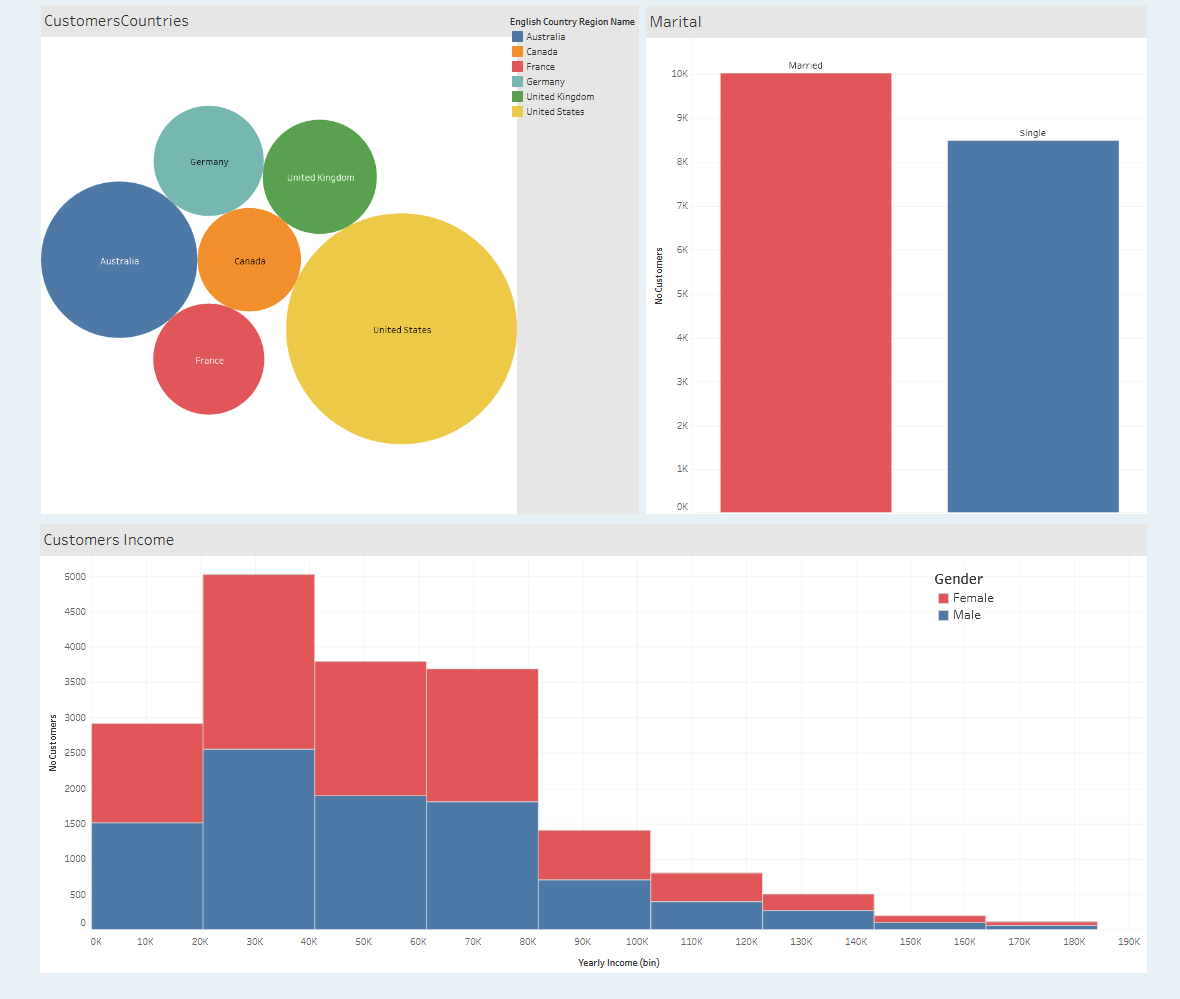 CustomersCountries
English Country Region Name
Australia
Canada
France
Germany
United Kingdom
United States
Germany
United Kingdom
Australia
Canada
United States
France
Marital
Married
Single
10K
9K
8K
7K
6K
5K
4K
3K
2K
1K
0K
NoCustomers
Customers Income
Gender
Female
Male
5000
4500
4000
3500
3000
2500
2000
1500
1000
500
0
NoCustomers
0K 10K 20K 30K 40K 50K 60K 70K 80K 90K 100K 110K 120K 130K 140K 150K 160K 170K 180K 190K
Yearly Income (bin)